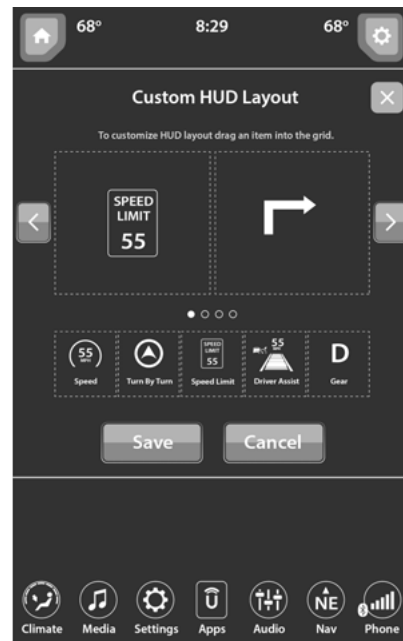 68° 8:29 68°
Custom HUD Layout
To customize HUD layout drag an item into the grid.
SPEED
LIMIT
55
55
MPH
SPEED
LIMIT
55
55
D
Speed Turn By Turn Speed Limit Driver Assist Gear
Save Cancel
NE
Climate Media Settings Apps Audio Nav Phone